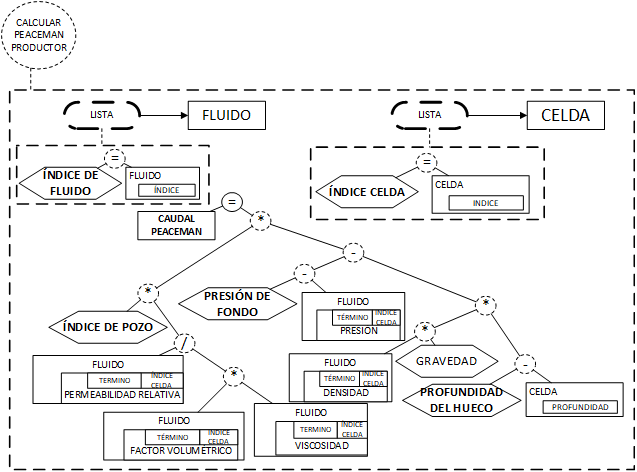 CALCULAR
PEACEMAN
PRODUCTOR
LISTA
FLUIDO
LISTA
CELDA
=
ÍNDICE DE
FLUIDO
FLUIDO
ÍNDICE
=
ÍNDICE CELDA
CELDA
INDICE
=
CAUDAL
PEACEMAN
*
-
*
-
PRESIÓN DE
FONDO
FLUIDO
TÉRMINO
ÍNDICE
CELDA
PRESIÓN
*
ÍNDICE DE POZO
/
*
GRAVEDAD
-
FLUIDO
TERMINO
ÍNDICE
CELDA
PERMEABILIDAD RELATIVA
*
FLUIDO
TÉRMINO
ÍNDICE
CELDA
DENSIDAD
PROFUNDIDAD
DEL HUECO
CELDA
PROFUNDIDAD
FLUIDO
TÉRMINO
ÍNDICE
CELDA
FACTOR VOLUMÉTRICO
FLUIDO
TERMINO
ÍNDICE
CELDA
VISCOSIDAD